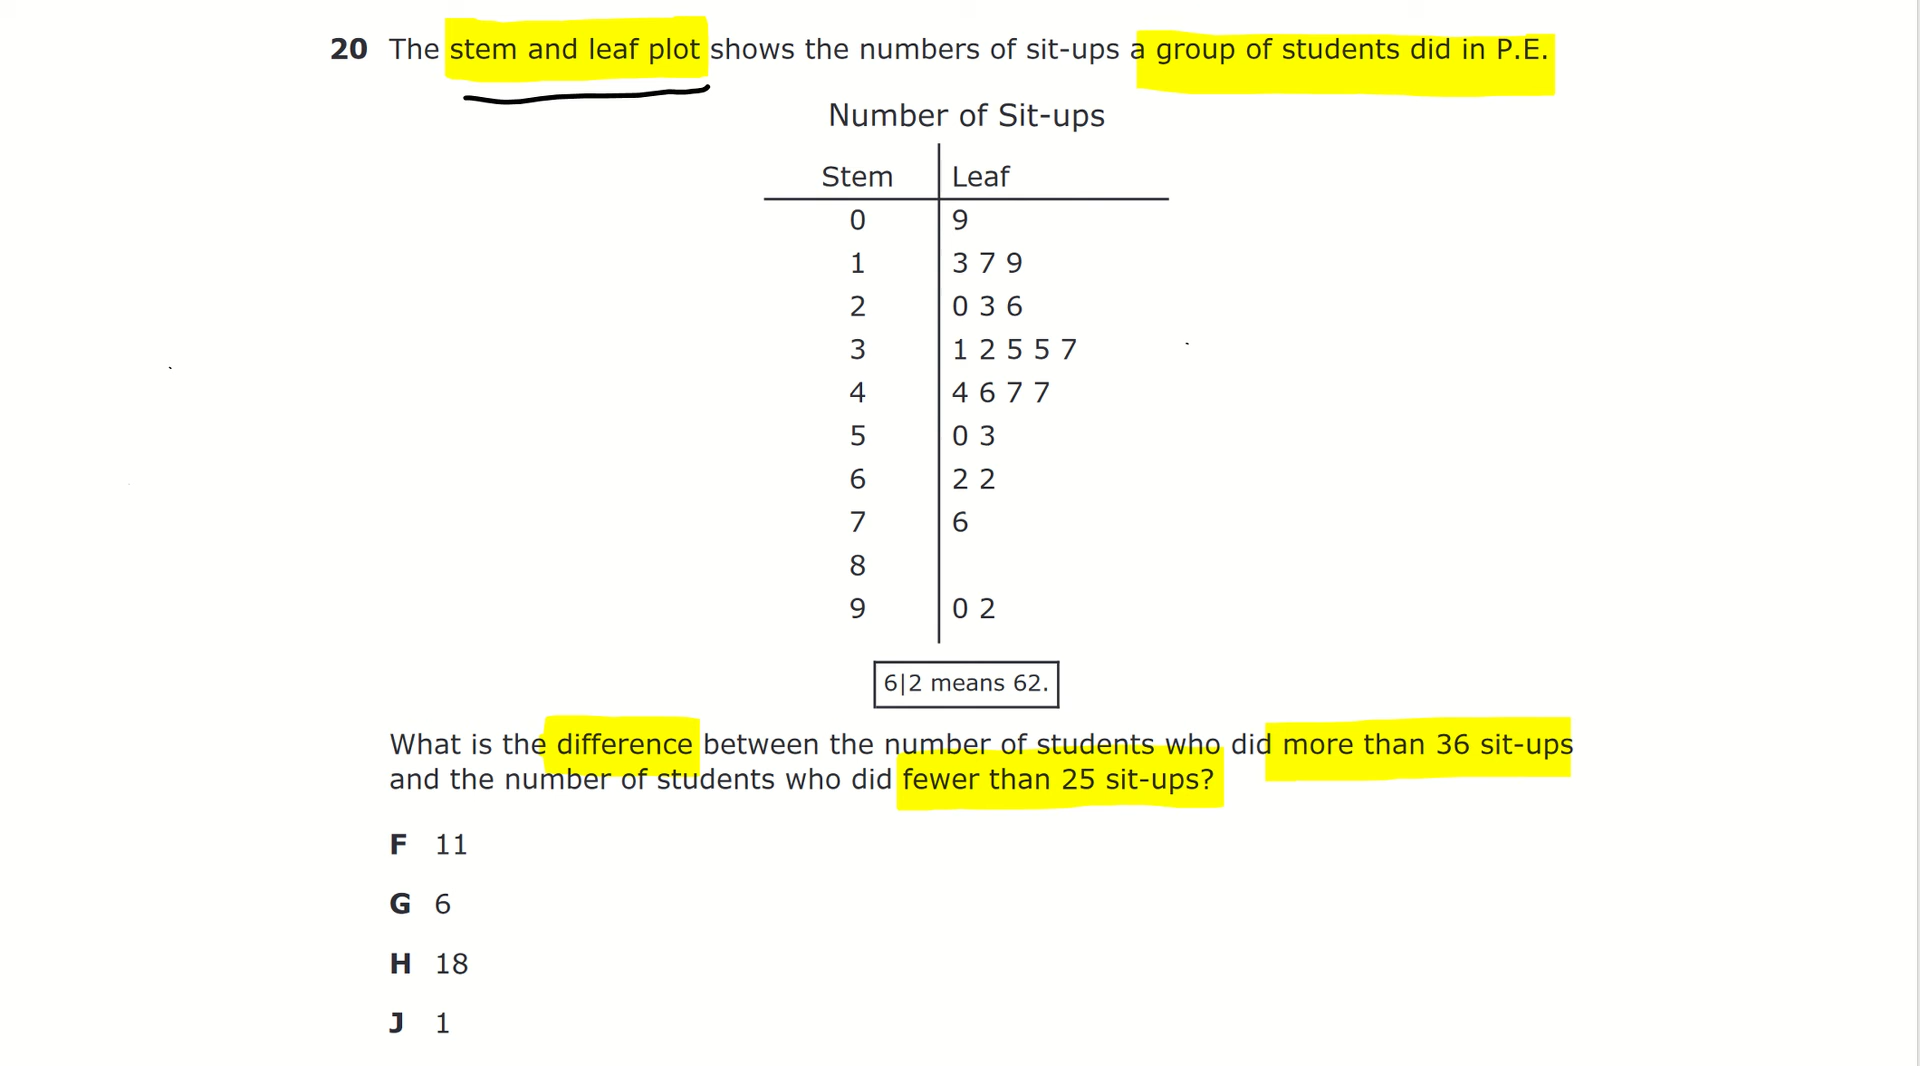 20 The stem and leaf plot shows the numbers of sit-ups a group of students did in P.E.
Number of Sit-ups
Stem Leaf
0 9
1 3 7 9
2 0 3 6
3 1 2 5 5 7
4 4 6 7 7
5 0 3
6 2 2
7 6
8
9 0 2
6|2 means 62.
What is the difference between the number of students who did more than 36 sit-ups
and the number of students who did fewer than 25 sit-ups?
F 11
G 6
H 18
J 1